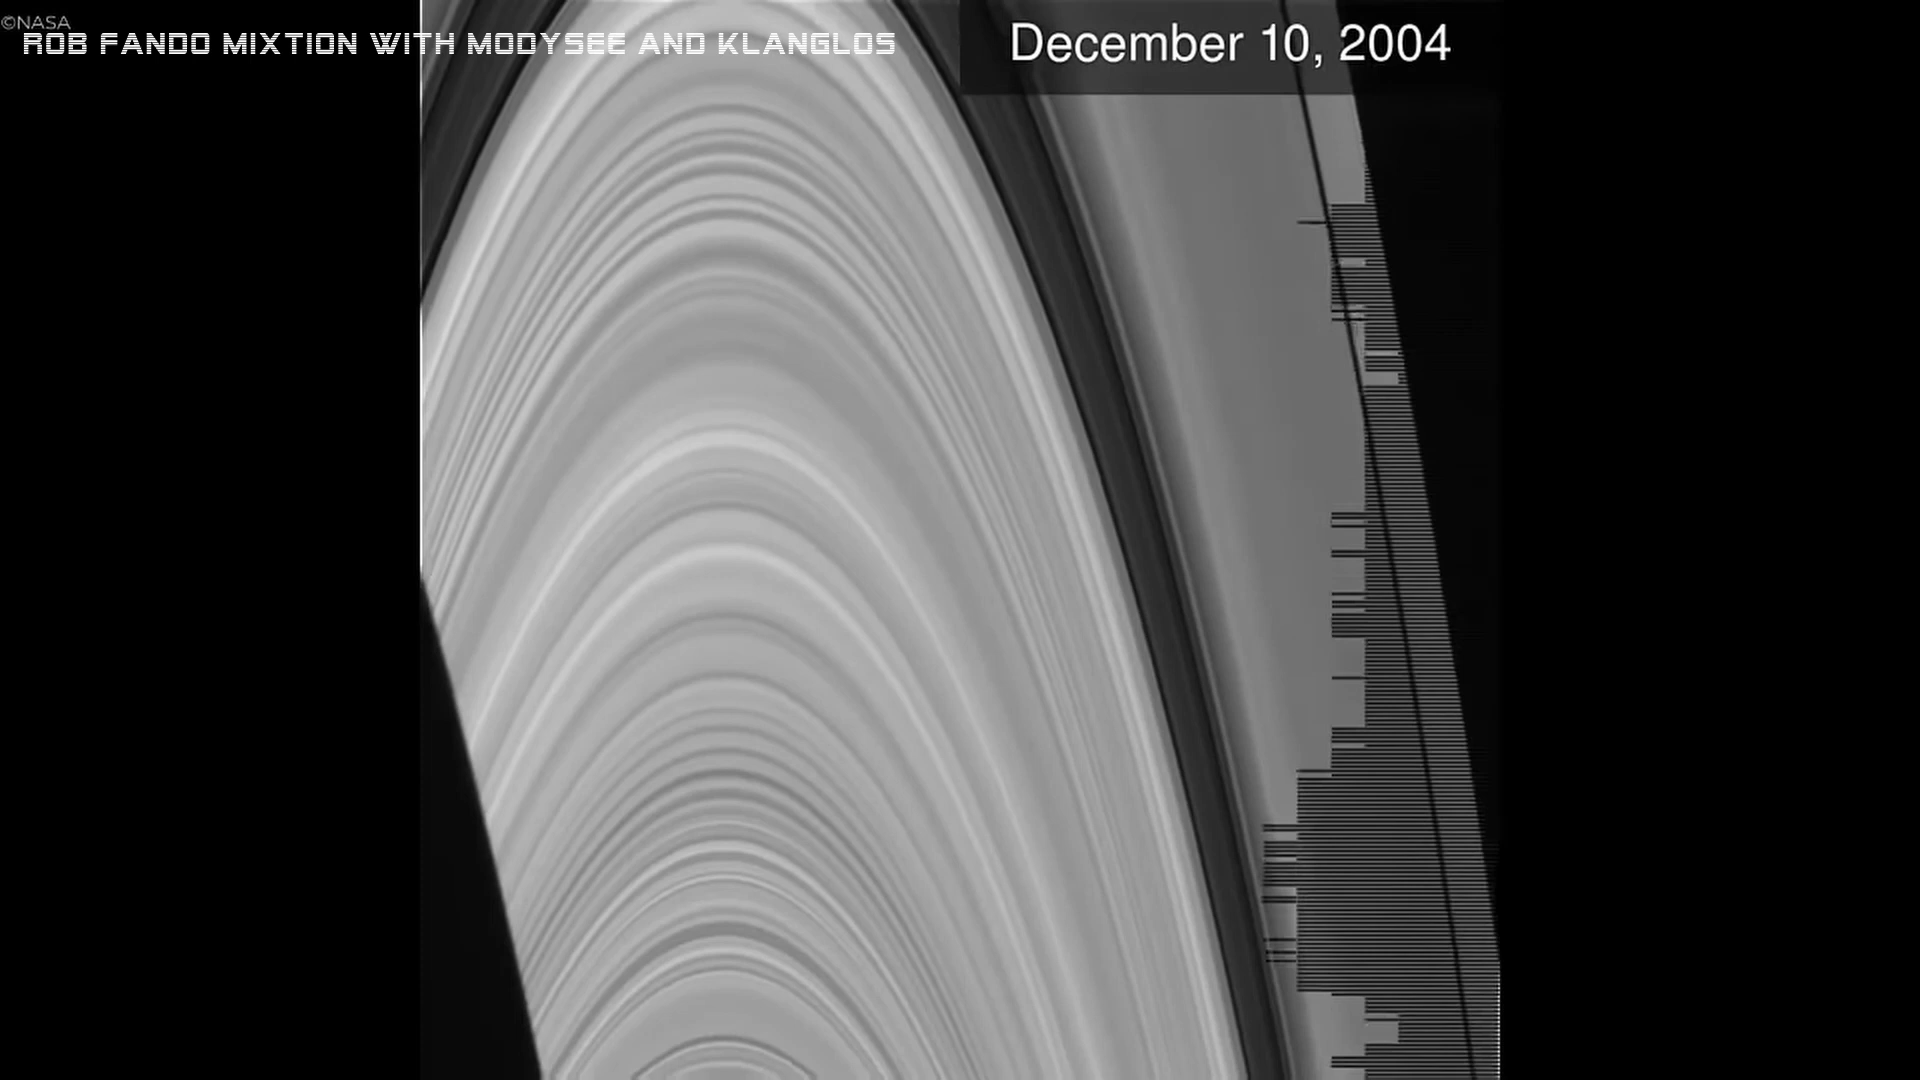 ©NASA
ROB FANDO MIXTION WITH MODYSEE AND KLANGLOS
December 10, 2004